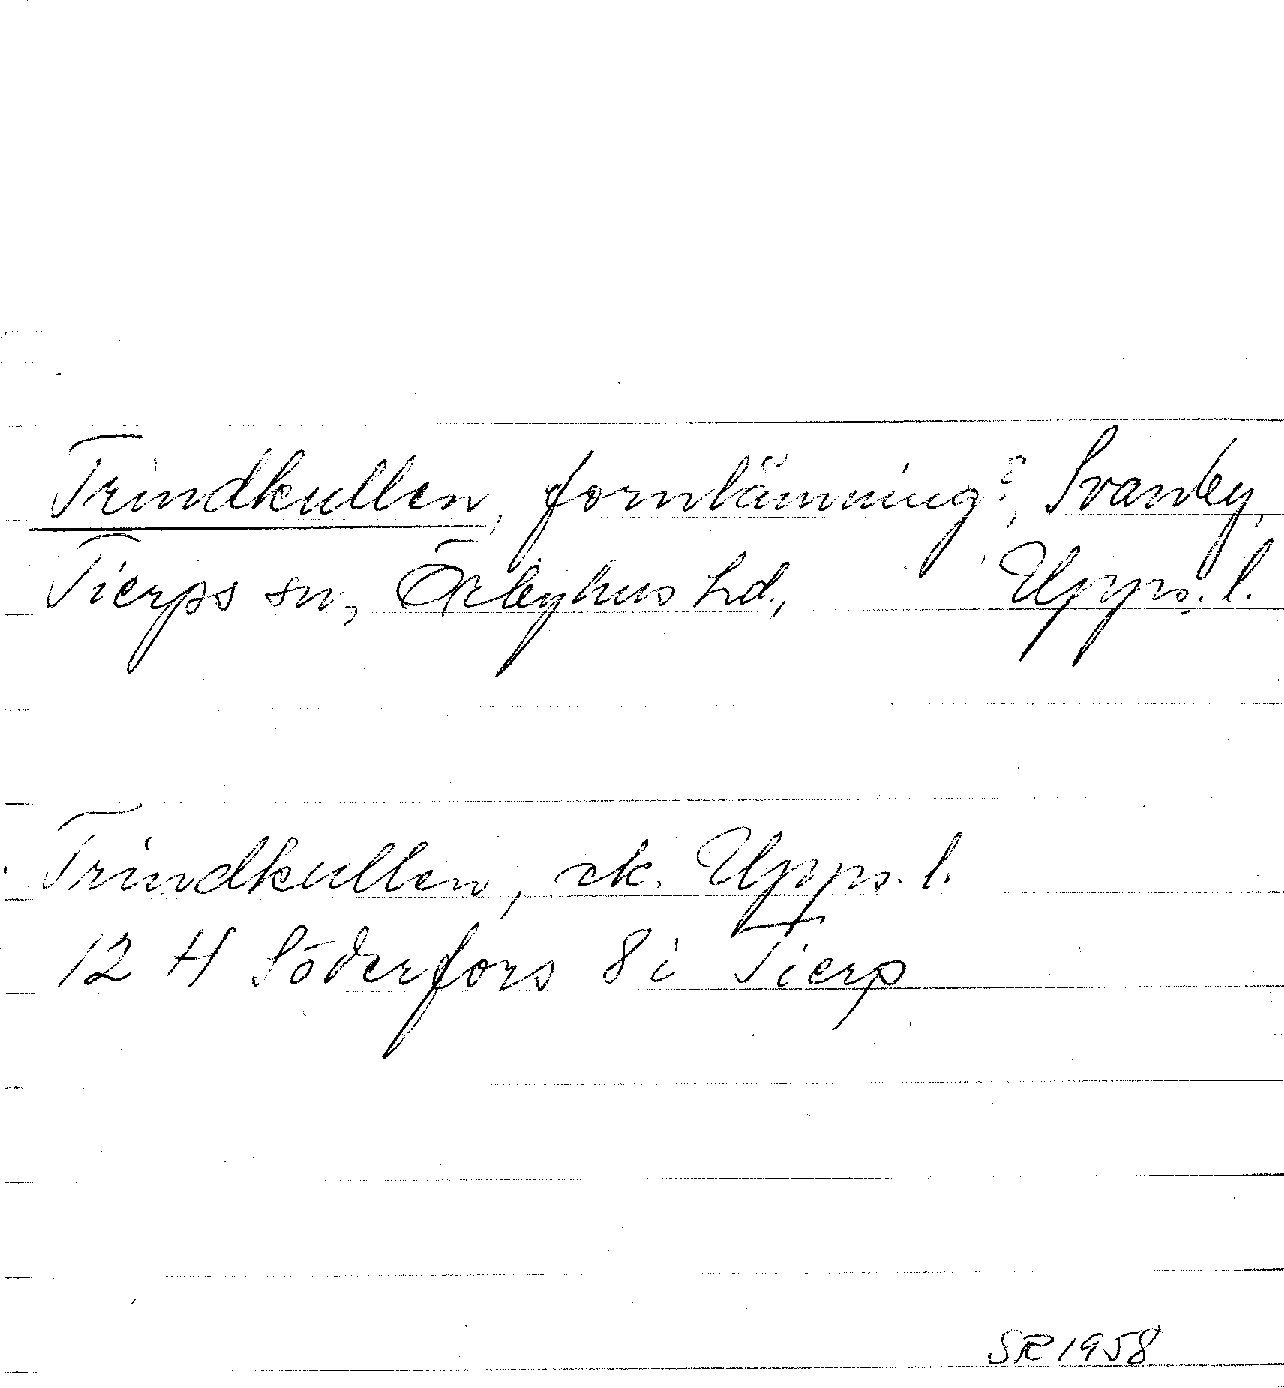 Trindkullen, fornlämning?, Svanby,
Tierps sn, Örbyhus hd., Upps. l.
Trindkullen, ek. Upps. l.
12 H Söderfors 8 i Tierp
SR 1958